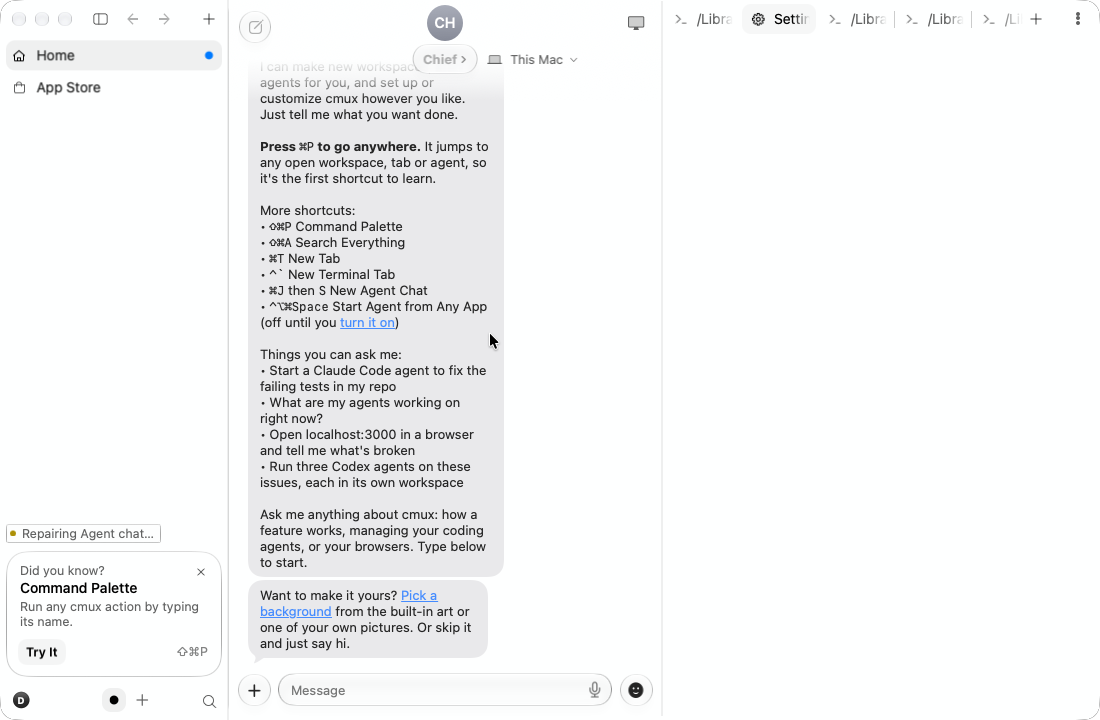 Home
App Store
Repairing Agent chat...
Did you know?
Command Palette
Run any cmux action by typing
its name.
Try It
⇧⌘P
D
CH
Chief ›
This Mac
I can make new workspac
agents for you, and set up or
customize cmux however you like.
Just tell me what you want done.
Press ⌘P to go anywhere. It jumps to
any open workspace, tab or agent, so
it's the first shortcut to learn.
More shortcuts:
• ⇧⌘P Command Palette
• ⇧⌘A Search Everything
• ⌘T New Tab
• ^` New Terminal Tab
• ⌘J then S New Agent Chat
• ^⌥⌘Space Start Agent from Any App
(off until you turn it on)
Things you can ask me:
• Start a Claude Code agent to fix the
failing tests in my repo
• What are my agents working on
right now?
• Open localhost:3000 in a browser
and tell me what's broken
• Run three Codex agents on these
issues, each in its own workspace
Ask me anything about cmux: how a
feature works, managing your coding
agents, or your browsers. Type below
to start.
Want to make it yours? Pick a
background from the built-in art or
one of your own pictures. Or skip it
and just say hi.
Message
/Libra
Settin
/Libra
/Libra
/Li